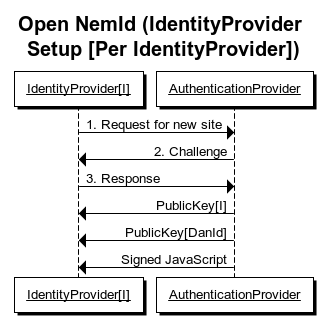 Open NemId (IdentityProvider
Setup [Per IdentityProvider])
IdentityProvider[I] AuthenticationProvider
1. Request for new site
2. Challenge
3. Response
PublicKey[I]
PublicKey[DanId]
Signed JavaScript
IdentityProvider[I] AuthenticationProvider